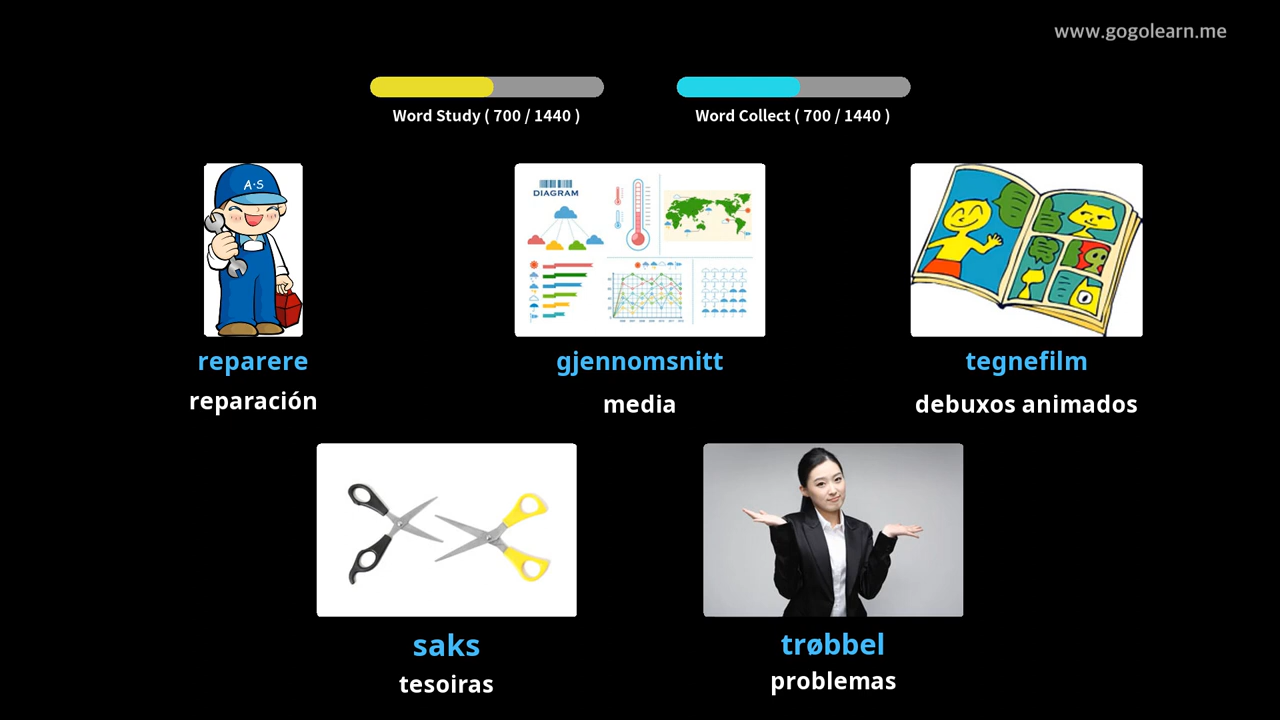 www.gogolearn.me
Word Study ( 700 / 1440 )
Word Collect ( 700 / 1440 )
A·S
DIAGRAM
reparere
gjennomsnitt
tegnefilm
reparación
media
debuxos animados
saks
trøbbel
tesoiras
problemas